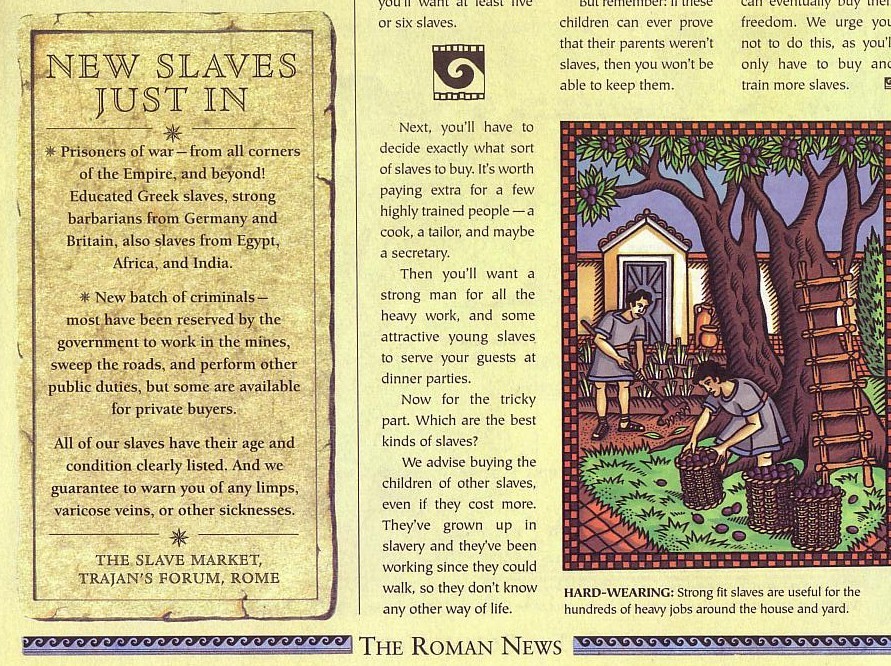 NEW SLAVES
JUST IN
✷ Prisoners of war — from all corners
of the Empire, and beyond!
Educated Greek slaves, strong
barbarians from Germany and
Britain, also slaves from Egypt,
Africa, and India.
✷ New batch of criminals —
most have been reserved by the
government to work in the mines,
sweep the roads, and perform other
public duties, but some are available
for private buyers.
All of our slaves have their age and
condition clearly listed. And we
guarantee to warn you of any limps,
varicose veins, or other sicknesses.
THE SLAVE MARKET,
TRAJAN'S FORUM, ROME
you'll want at least five
or six slaves.
Next, you'll have to
decide exactly what sort
of slaves to buy. It's worth
paying extra for a few
highly trained people — a
cook, a tailor, and maybe
a secretary.
Then you'll want a
strong man for all the
heavy work, and some
attractive young slaves
to serve your guests at
dinner parties.
Now for the tricky
part. Which are the best
kinds of slaves?
We advise buying the
children of other slaves,
even if they cost more.
They've grown up in
slavery and they've been
working since they could
walk, so they don't know
any other way of life.
But remember: if these
children can ever prove
that their parents weren't
slaves, then you won't be
able to keep them.
can eventually buy
freedom. We urge
not to do this, as
only have to buy
train more slaves.
HARD-WEARING: Strong fit slaves are useful for the
hundreds of heavy jobs around the house and yard.
THE ROMAN NEWS